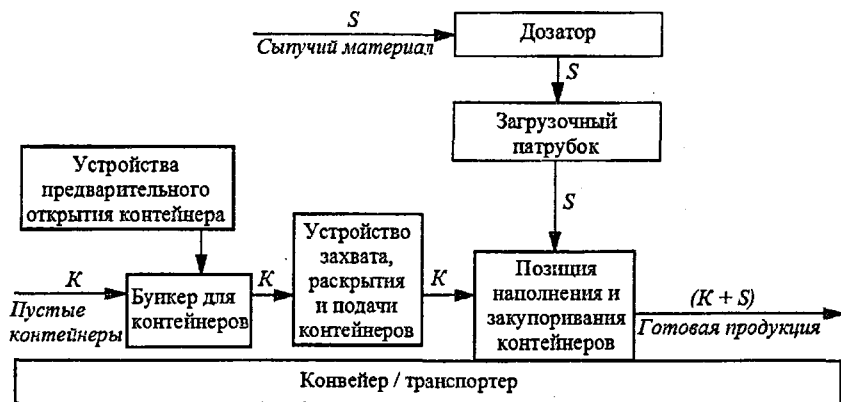 S
Сыпучий материал
Дозатор
S
Загрузочный
патрубок
S
Устройства
предварительного
открытия контейнера
K
Пустые
контейнеры
Бункер для
контейнеров
K
Устройство
захвата,
раскрытия
и подачи
контейнеров
K
Позиция
наполнения и
закупоривания
контейнеров
(K + S)
Готовая продукция
Конвейер / транспортер